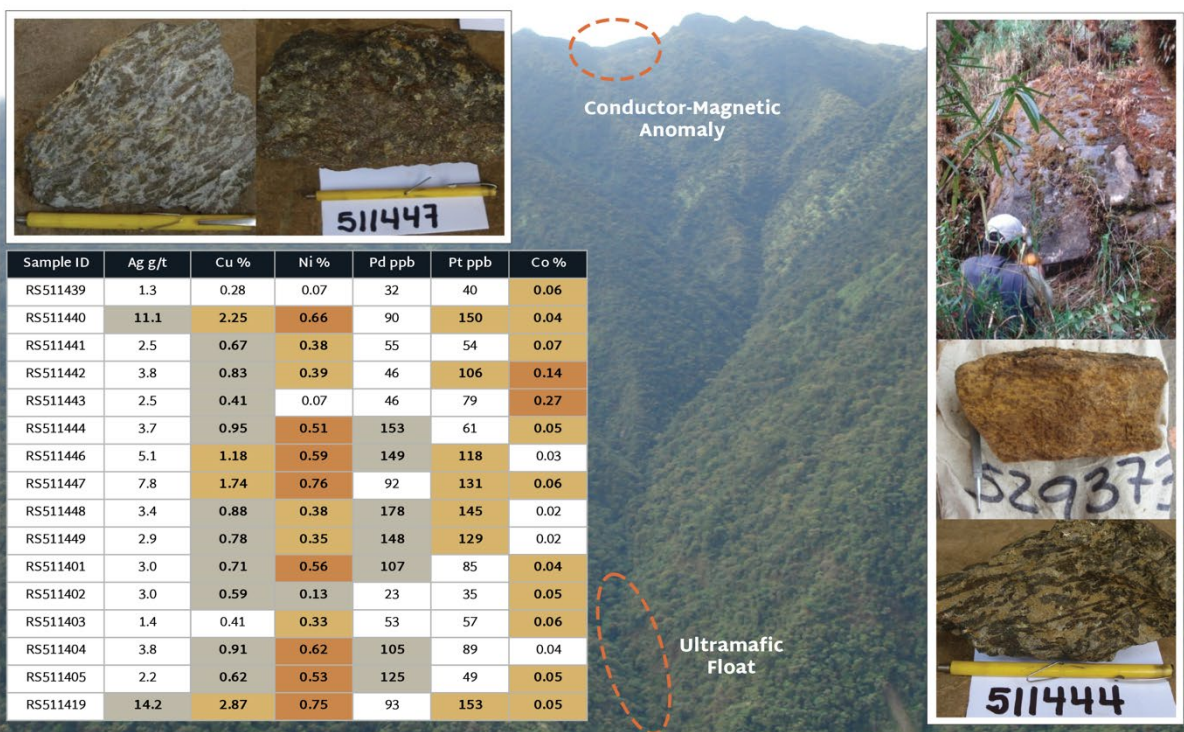 511447
Conductor-Magnetic
Anomaly
Sample ID Ag g/t Cu % Ni % Pd ppb Pt ppb Co %
RS511439 1.3 0.28 0.07 32 40 0.06
RS511440 11.1 2.25 0.66 90 150 0.04
RS511441 2.5 0.67 0.38 55 54 0.07
RS511442 3.8 0.83 0.39 46 106 0.14
RS511443 2.5 0.41 0.07 46 79 0.27
RS511444 3.7 0.95 0.51 153 61 0.05
RS511446 5.1 1.18 0.59 149 118 0.03
RS511447 7.8 1.74 0.76 92 131 0.06
RS511448 3.4 0.88 0.38 178 145 0.02
RS511449 2.9 0.78 0.35 148 129 0.02
RS511401 3.0 0.71 0.56 107 85 0.04
RS511402 3.0 0.59 0.13 23 35 0.05
RS511403 1.4 0.41 0.33 53 57 0.06
RS511404 3.8 0.91 0.62 105 89 0.04
RS511405 2.2 0.62 0.53 125 49 0.05
RS511419 14.2 2.87 0.75 93 153 0.05
Ultramafic
Float
529373
511444